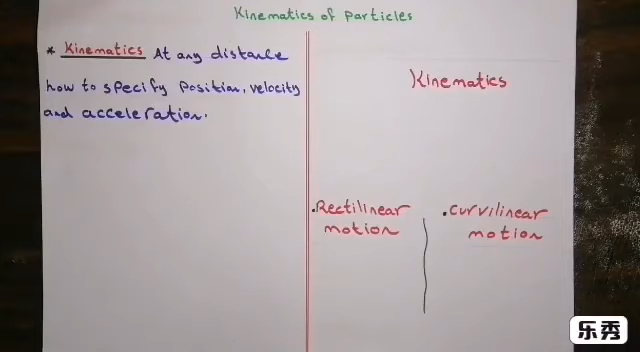 Kinematics of Particles
* Kinematics At any distance
how to specify position, velocity
and acceleration.
Kinematics
.Rectilinear
motion
.curvilinear
motion
乐秀